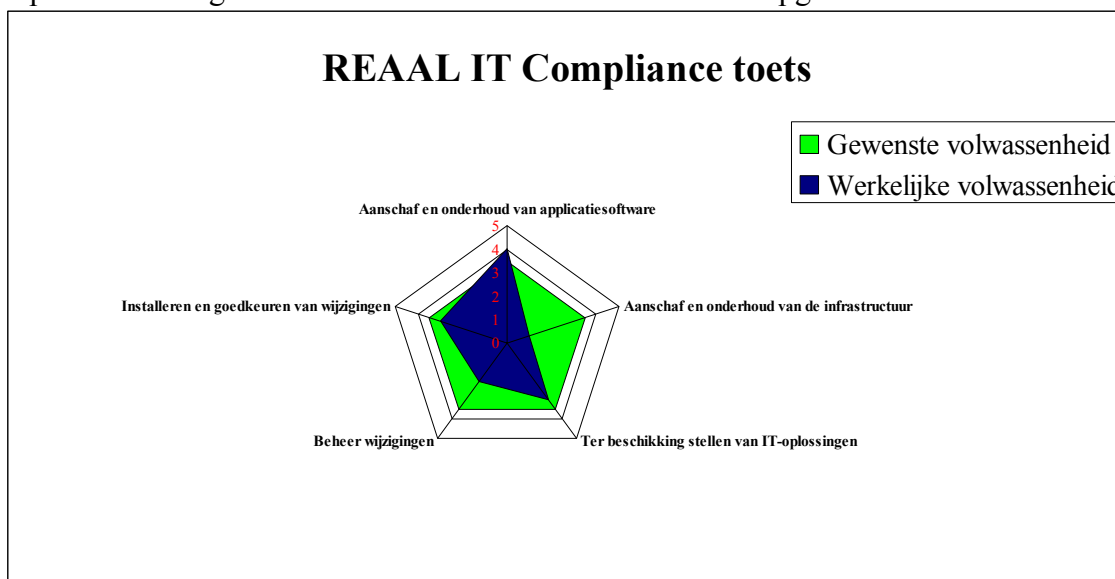 REAAL IT Compliance toets
Gewenste volwassenheid
Werkelijke volwassenheid
Aanschaf en onderhoud van applicatiesoftware
5
4
3
2
1
0
Installeren en goedkeuren van wijzigingen
Aanschaf en onderhoud van de infrastructuur
Beheer wijzigingen
Ter beschikking stellen van IT-oplossingen